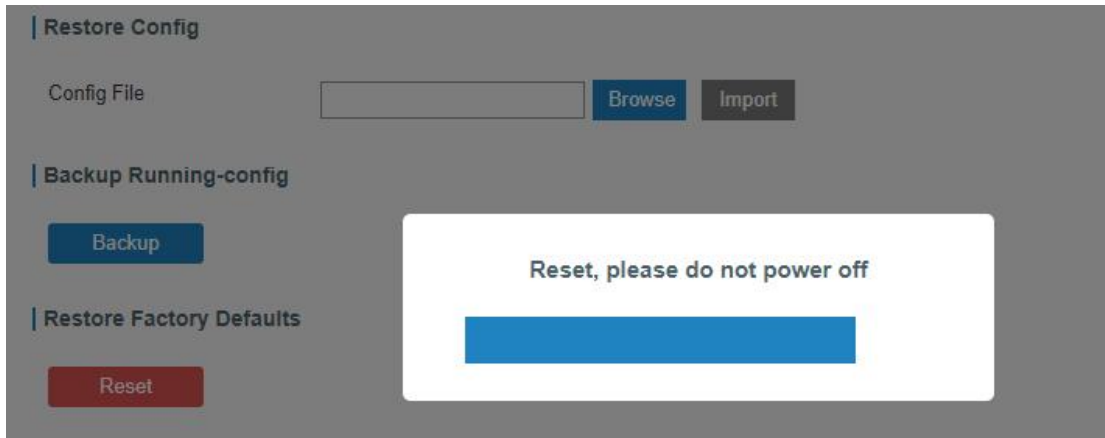 Restore Config
Config File
Browse
Import
Backup Running-config
Backup
Reset, please do not power off
Restore Factory Defaults
Reset